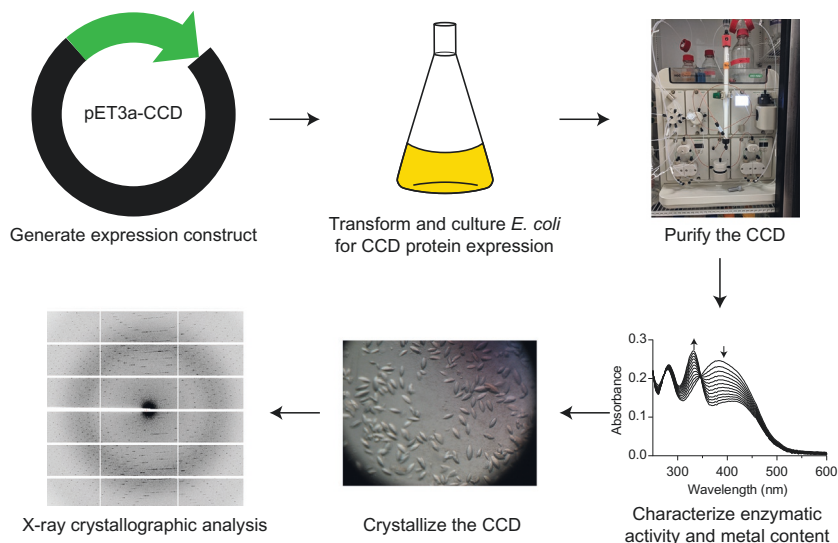 pET3a-CCD
Generate expression construct
Transform and culture E. coli
for CCD protein expression
Purify the CCD
0.3
0.2
0.1
0.0
Absorbance
300
400
500
600
Wavelength (nm)
Characterize enzymatic
activity and metal content
Crystallize the CCD
X-ray crystallographic analysis